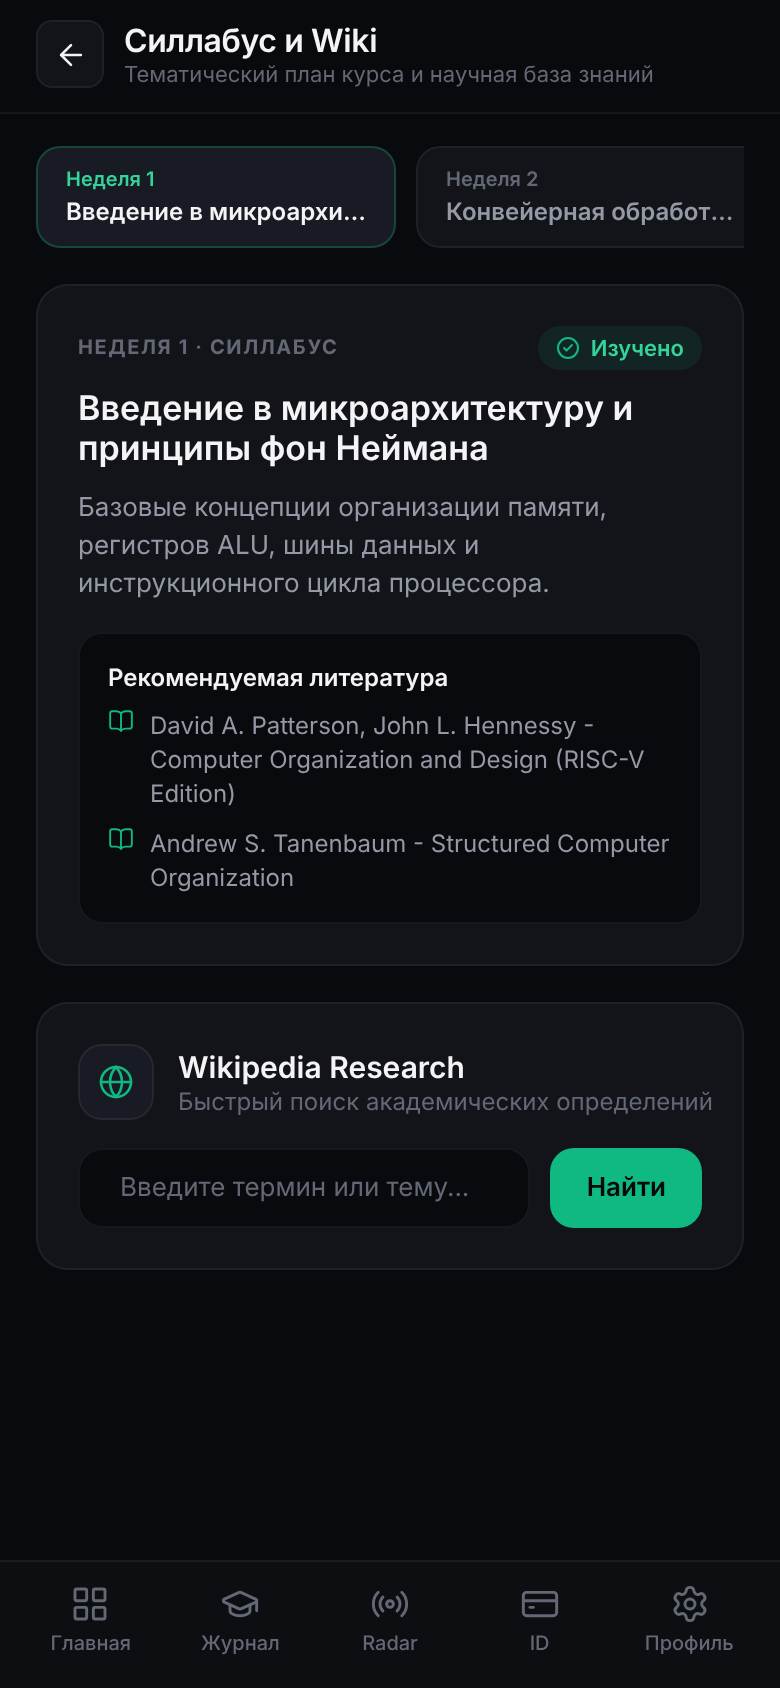 Силлабус и Wiki
Тематический план курса и научная база знаний
Неделя 1
Введение в микроархи...
Неделя 2
Конвейерная обработ...
НЕДЕЛЯ 1 · СИЛЛАБУС
Изучено
Введение в микроархитектуру и
принципы фон Неймана
Базовые концепции организации памяти,
регистров ALU, шины данных и
инструкционного цикла процессора.
Рекомендуемая литература
David A. Patterson, John L. Hennessy -
Computer Organization and Design (RISC-V
Edition)
Andrew S. Tanenbaum - Structured Computer
Organization
Wikipedia Research
Быстрый поиск академических определений
Введите термин или тему...
Найти
Главная
Журнал
Radar
ID
Профиль